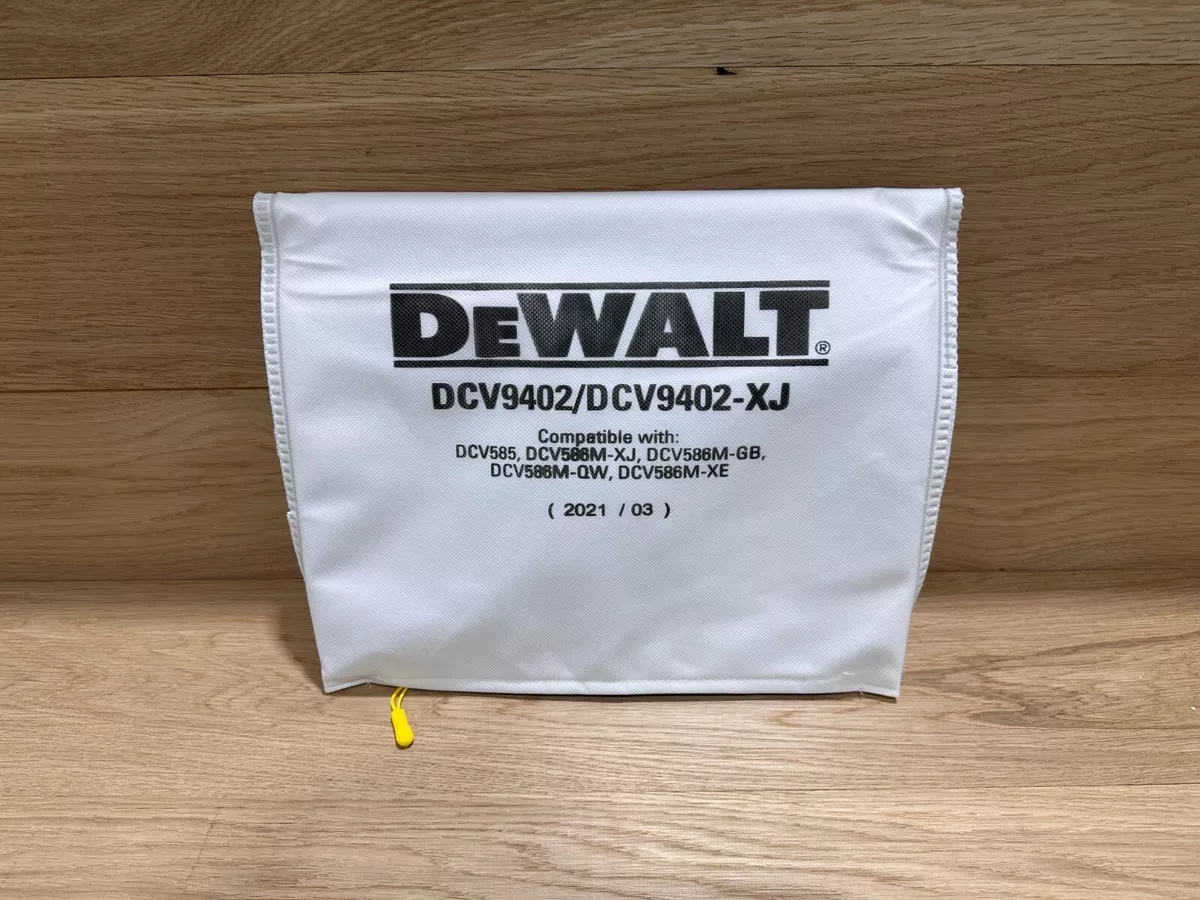 DEWALT®
DCV9402/DCV9402-XJ
Compatible with:
DCV585, DCV586M-XJ, DCV586M-GB,
DCV586M-QW, DCV586M-XE
( 2021 / 03 )